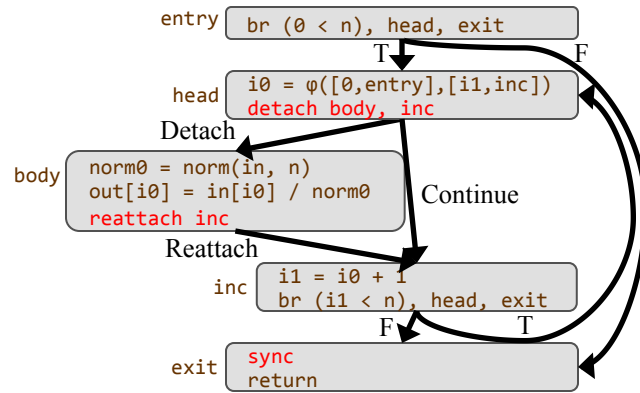 entry
br (0 < n), head, exit
T
F
head
i0 = φ([0,entry],[i1,inc])
detach body, inc
Detach
body
norm0 = norm(in, n)
out[i0] = in[i0] / norm0
reattach inc
Continue
Reattach
inc
i1 = i0 + 1
br (i1 < n), head, exit
F
T
exit
sync
return